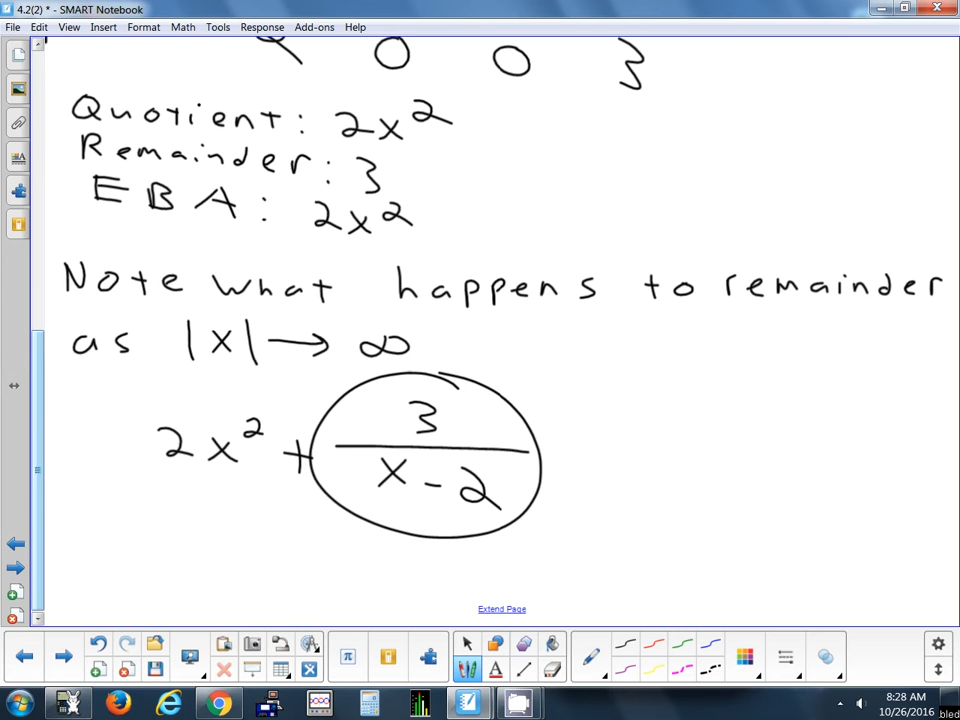 4.2(2) * - SMART Notebook
File Edit View Insert Format Math Tools Response Add-ons Help
0 0 3
Quotient: 2x²
Remainder: 3
EBA: 2x²
Note what happens to remainder
as |x| → ∞
2x² + 3/(x - 2)
Extend Page
8:28 AM
10/26/2016
bled